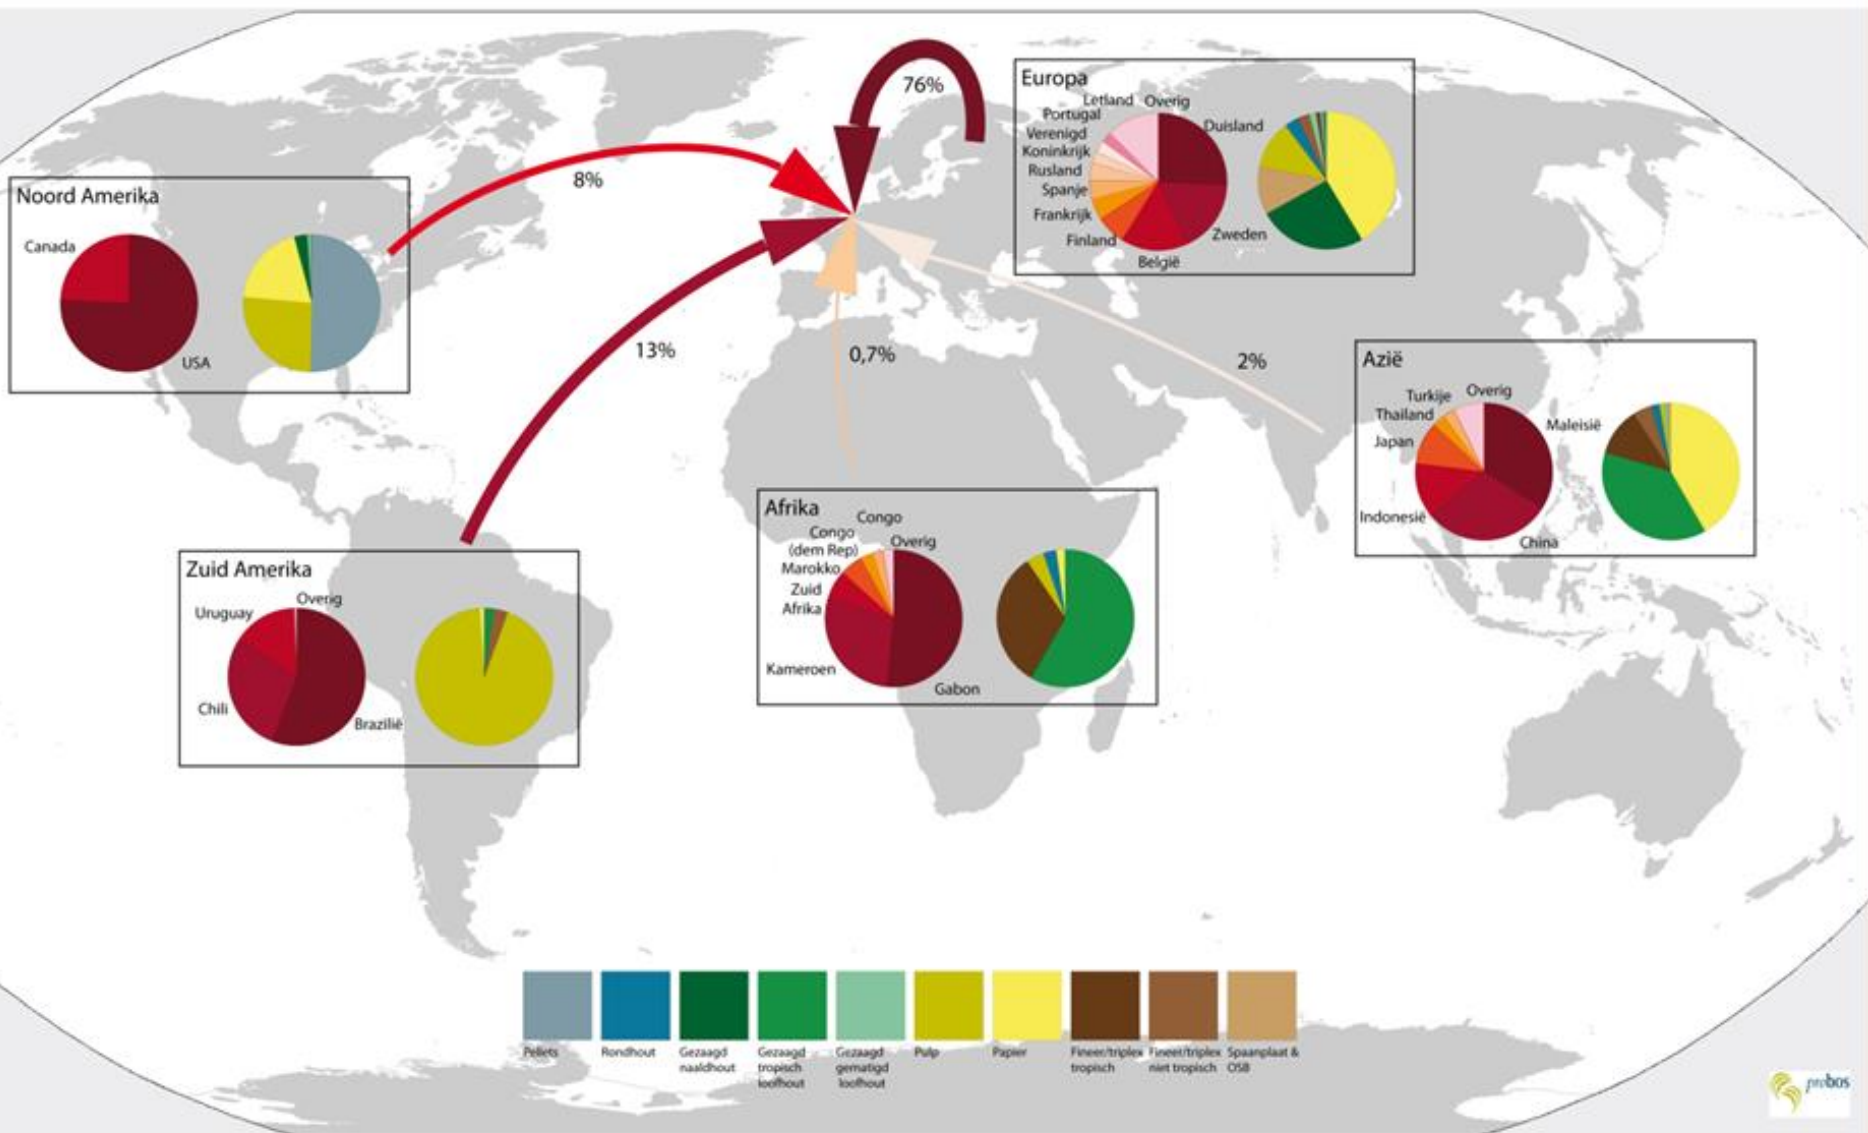 76%
8%
13%
0,7%
2%
Noord Amerika
Canada
USA
Europa
Letland
Overig
Portugal
Verenigd
Koninkrijk
Rusland
Spanje
Frankrijk
Finland
België
Zweden
Duisland
Azië
Turkije
Overig
Thailand
Japan
Indonesië
China
Maleisië
Afrika
Congo
Congo
(dem Rep)
Overig
Marokko
Zuid
Afrika
Kameroen
Gabon
Zuid Amerika
Overig
Uruguay
Chili
Brazilië
Pellets
Rondhout
Gezaagd
naaldhout
Gezaagd
tropisch
loofhout
Gezaagd
gematigd
loofhout
Pulp
Papier
Fineer/triplex
tropisch
Fineer/triplex
niet tropisch
Spaanplaat &
OSB
probos